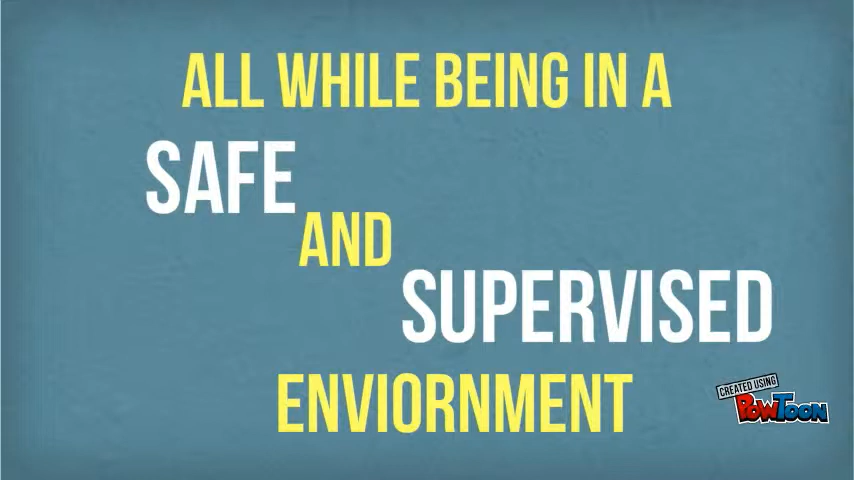 ALL WHILE BEING IN A
SAFE
AND
SUPERVISED
ENVIORNMENT
CREATED USING
POWTOON